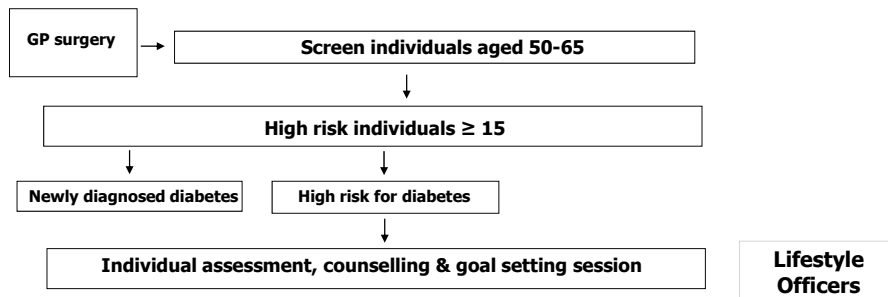 GP surgery
Screen individuals aged 50-65
High risk individuals ≥ 15
Newly diagnosed diabetes
High risk for diabetes
Individual assessment, counselling & goal setting session
Lifestyle
Officers